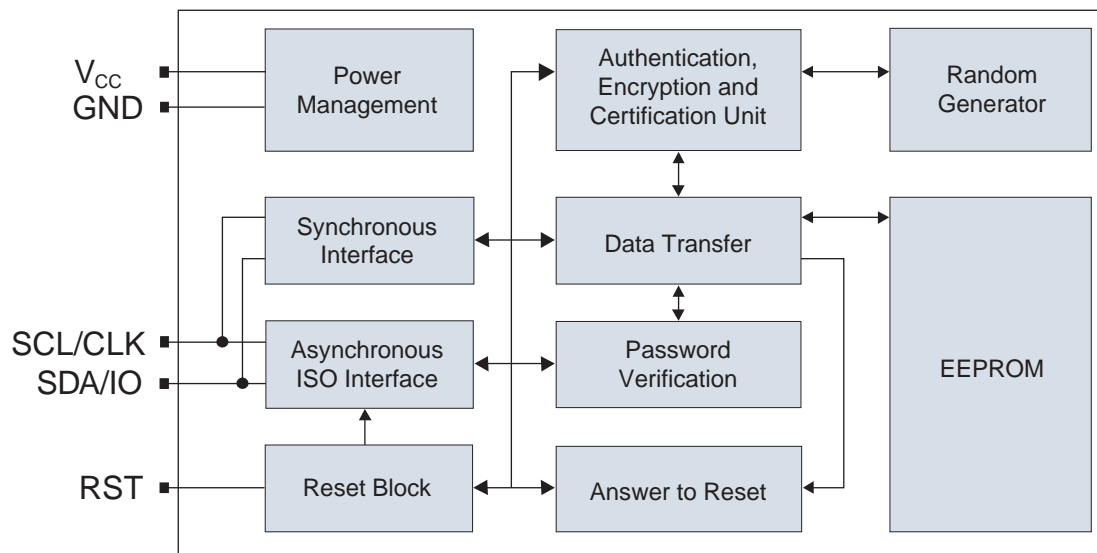 V_CC
GND
Power
Management
Authentication,
Encryption and
Certification Unit
Random
Generator
Synchronous
Interface
Data Transfer
SCL/CLK
SDA/IO
Asynchronous
ISO Interface
Password
Verification
EEPROM
RST
Reset Block
Answer to Reset